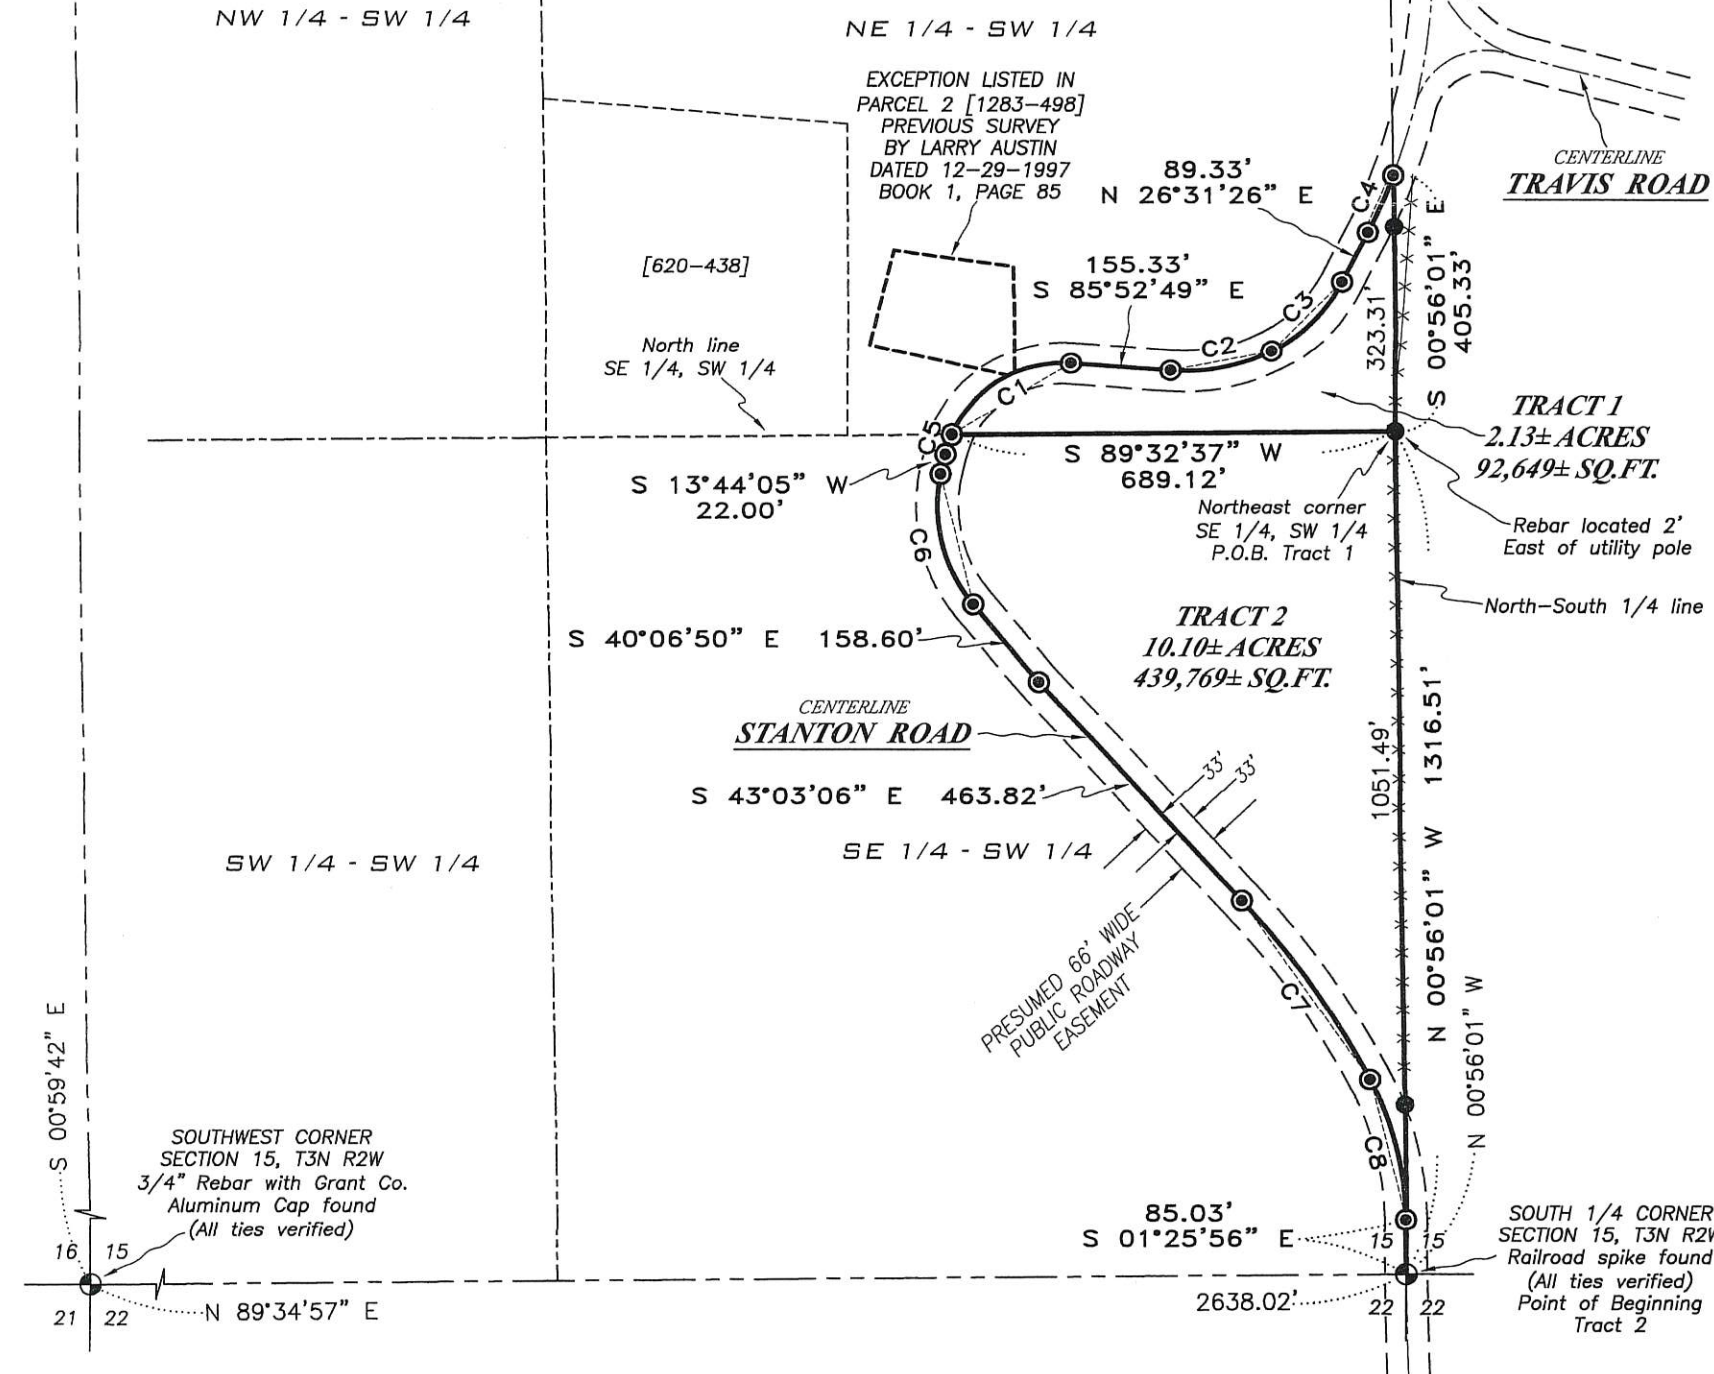 NW 1/4 - SW 1/4
NE 1/4 - SW 1/4
EXCEPTION LISTED IN
PARCEL 2 [1283-498]
PREVIOUS SURVEY
BY LARRY AUSTIN
DATED 12-29-1997
BOOK 1, PAGE 85
89.33'
N 26°31'26" E
C4
CENTERLINE
TRAVIS ROAD
[620-438]
155.33'
S 85°52'49" E
C3
323.31'
S 00°56'01" E
405.33'
North line
SE 1/4, SW 1/4
C2
C1
C5
TRACT 1
2.13± ACRES
92,649± SQ.FT.
S 89°32'37" W
689.12'
S 13°44'05" W
22.00'
Northeast corner
SE 1/4, SW 1/4
P.O.B. Tract 1
Rebar located 2'
East of utility pole
C6
North-South 1/4 line
TRACT 2
10.10± ACRES
439,769± SQ.FT.
S 40°06'50" E 158.60'
CENTERLINE
STANTON ROAD
33'
33'
1051.49'
N 00°56'01" W 1316.51'
S 43°03'06" E 463.82'
SE 1/4 - SW 1/4
SW 1/4 - SW 1/4
PRESUMED 66' WIDE
PUBLIC ROADWAY
EASEMENT
C7
S 00°59'42" E
N 00°56'01" W
SOUTHWEST CORNER
SECTION 15, T3N R2W
3/4" Rebar with Grant Co.
Aluminum Cap found
(All ties verified)
C8
85.03'
S 01°25'56" E
SOUTH 1/4 CORNER
SECTION 15, T3N R2W
Railroad spike found
(All ties verified)
Point of Beginning
Tract 2
16 15
15 15
21 22
N 89°34'57" E
2638.02'
22 22